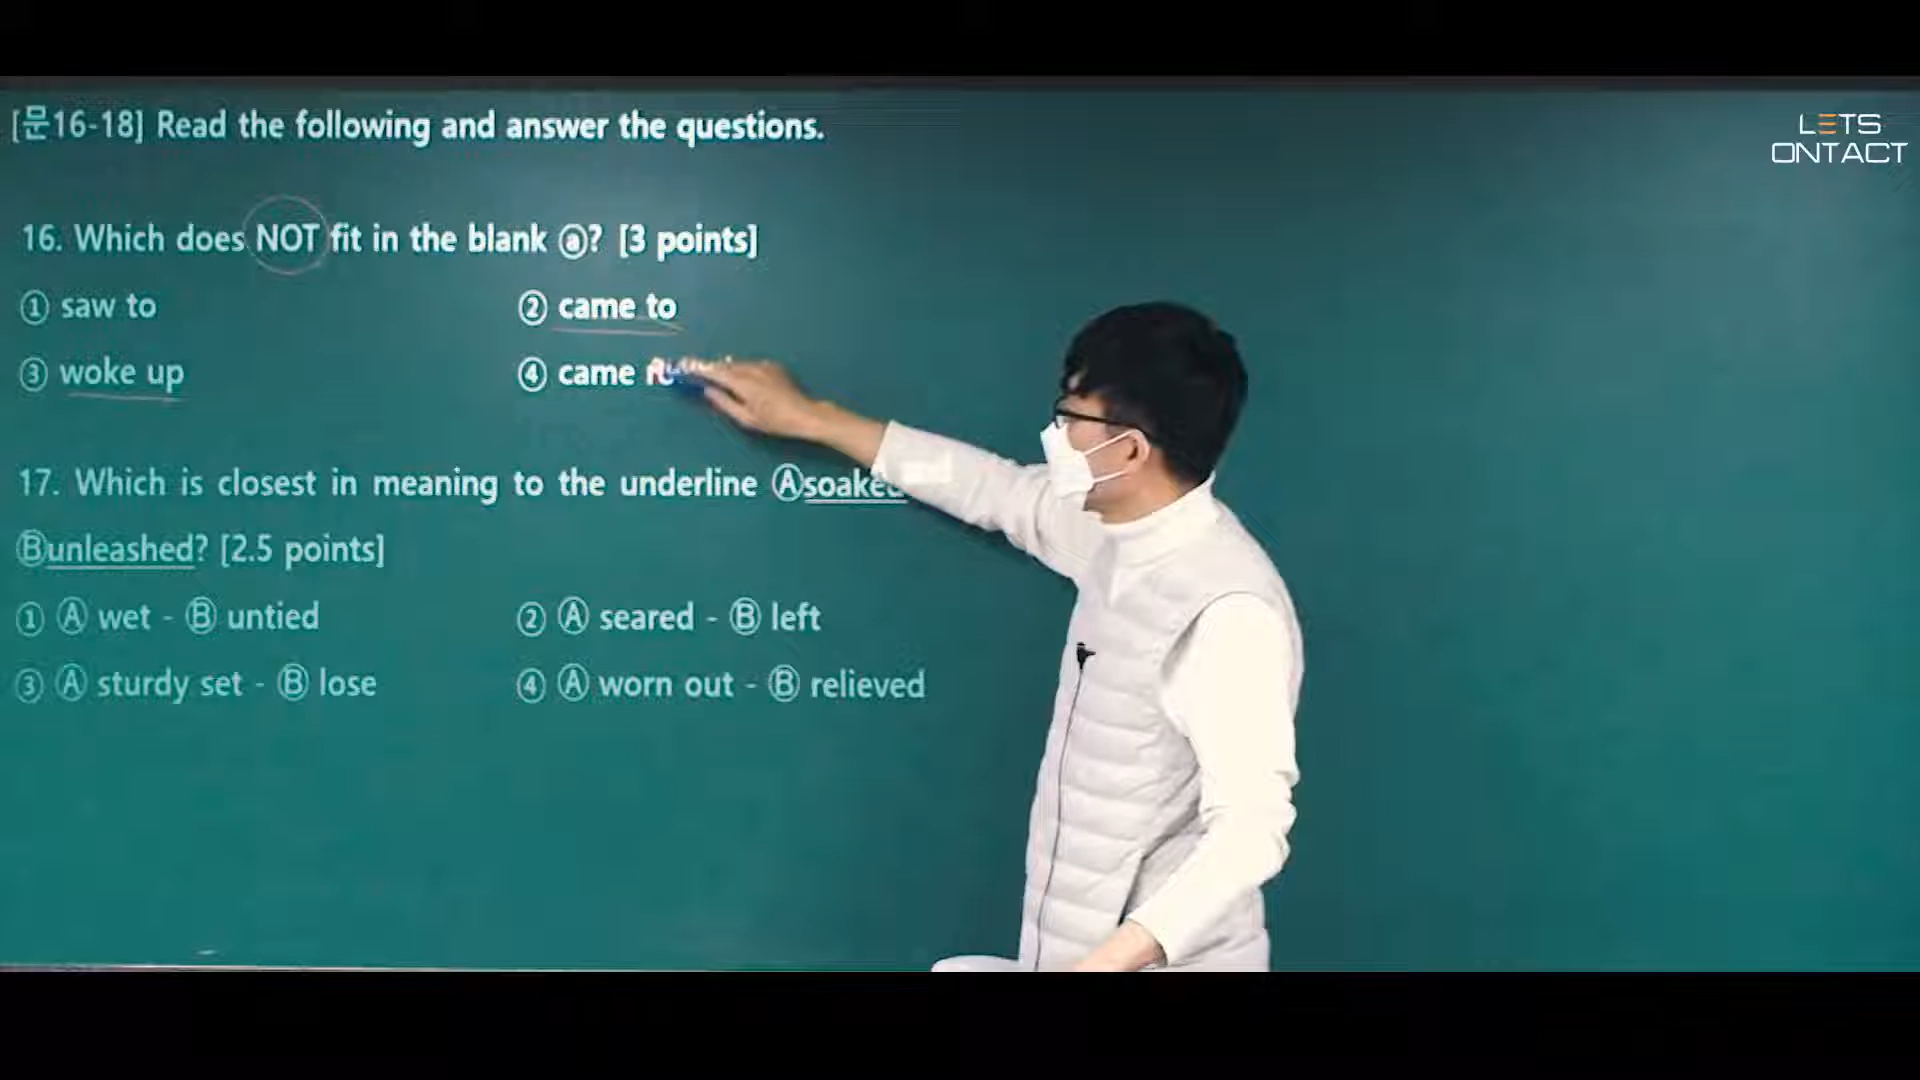 [문16-18] Read the following and answer the questions.
LETS
ONTACT
16. Which does NOT fit in the blank ⓐ? [3 points]
① saw to
② came to
③ woke up
④ came
17. Which is closest in meaning to the underline Ⓐsoaked
Ⓑunleashed? [2.5 points]
① Ⓐ wet - Ⓑ untied
② Ⓐ seared - Ⓑ left
③ Ⓐ sturdy set - Ⓑ lose
④ Ⓐ worn out - Ⓑ relieved